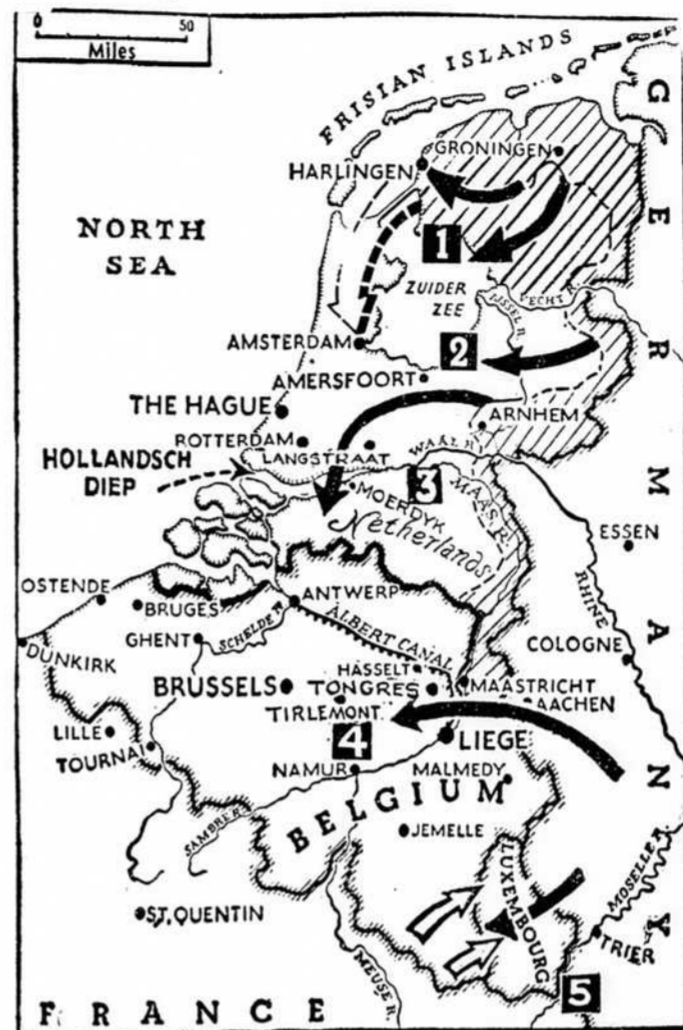 0 50
Miles
FRISIAN ISLANDS
GERMANY
GRONINGEN
HARLINGEN
NORTH
SEA
1
ZUIDER
ZEE
VECHT R.
IJSSEL R.
AMSTERDAM
2
AMERSFOORT
THE HAGUE
ARNHEM
ROTTERDAM
LANGSTRAAT
WAAL R.
HOLLANDSCH
DIEP
3
MAAS R.
MOERDYK
Netherlands
ESSEN
RHINE
OSTENDE
BRUGES
ANTWERP
GHENT
SCHELDE R.
ALBERT CANAL
DUNKIRK
HASSELT
COLOGNE
BRUSSELS
TONGRES
MAASTRICHT
AACHEN
TIRLEMONT
LILLE
TOURNAI
4
LIEGE
NAMUR
MALMEDY
BELGIUM
SAMBRE R.
JEMELLE
LUXEMBOURG
MOSELLE R.
ST. QUENTIN
TRIER
MEUSE R.
5
FRANCE